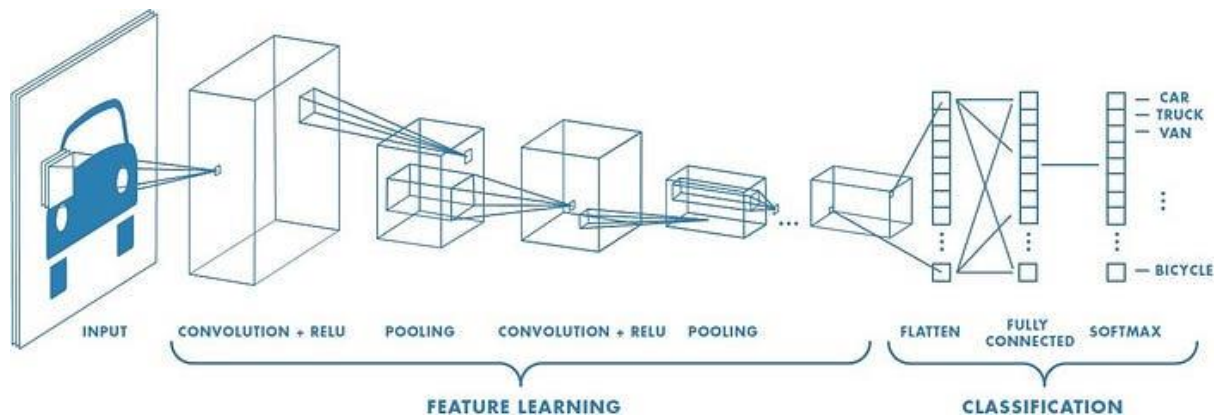 CAR
TRUCK
VAN
BICYCLE
INPUT
CONVOLUTION + RELU
POOLING
CONVOLUTION + RELU
POOLING
FLATTEN
FULLY
CONNECTED
SOFTMAX
FEATURE LEARNING
CLASSIFICATION